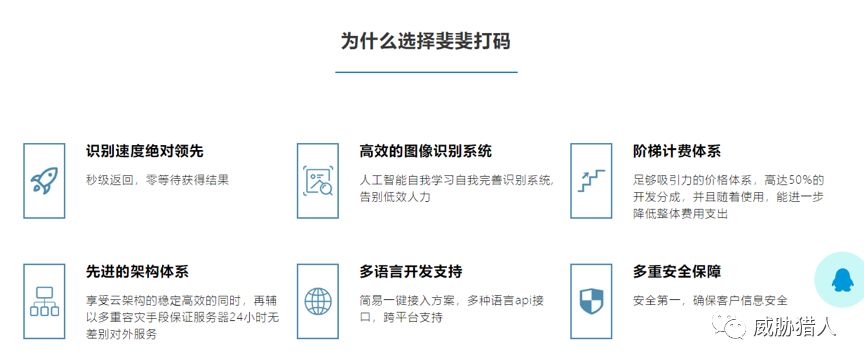 为什么选择斐斐打码
识别速度绝对领先
秒级返回，零等待获得结果
高效的图像识别系统
人工智能自我学习自我完善识别系统,
告别低效人力
阶梯计费体系
足够吸引力的价格体系，高达50%的
开发分成，并且随着使用，能进一步
降低整体费用支出
先进的架构体系
享受云架构的稳定高效的同时，再辅
以多重容灾手段保证服务器24小时无
差别对外服务
多语言开发支持
简易一键接入方案，多种语言api接
口，跨平台支持
多重安全保障
安全第一，确保客户信息安全
威胁猎人